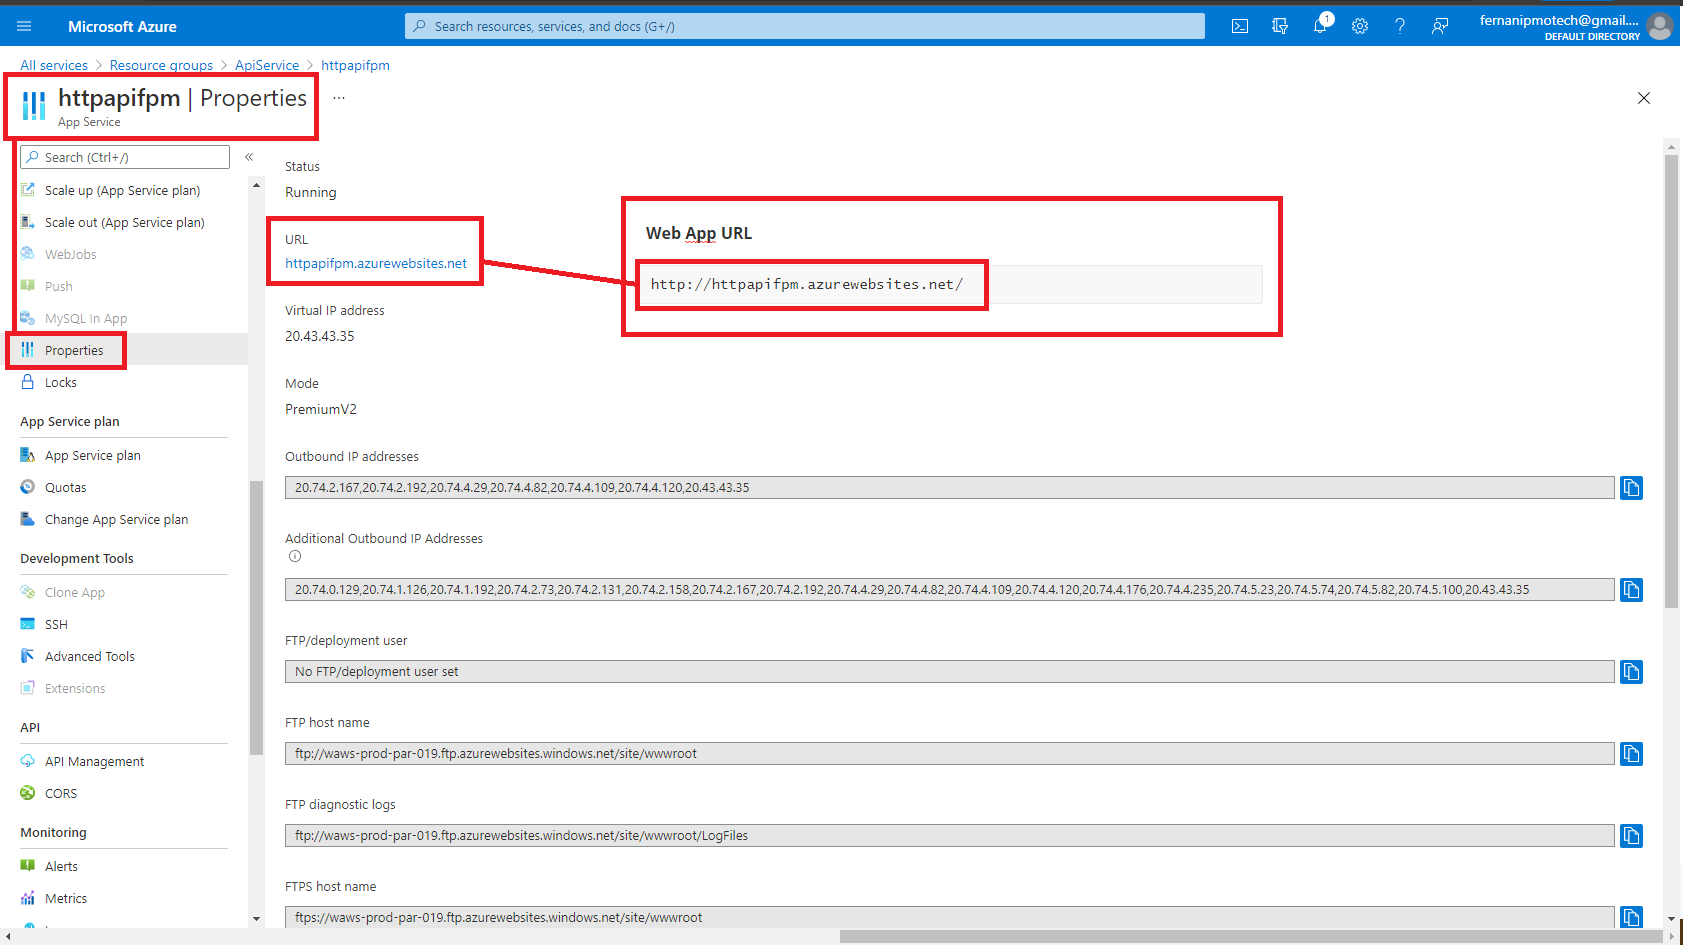 Microsoft Azure
Search resources, services, and docs (G+/)
1
fernanipmotech@gmail....
DEFAULT DIRECTORY
All services > Resource groups > ApiService > httpapifpm
httpapifpm | Properties ...
App Service
Search (Ctrl+/)
«
Scale up (App Service plan)
Scale out (App Service plan)
WebJobs
Push
MySQL In App
Properties
Locks
App Service plan
App Service plan
Quotas
Change App Service plan
Development Tools
Clone App
SSH
Advanced Tools
Extensions
API
API Management
CORS
Monitoring
Alerts
Metrics
Status
Running
URL
httpapifpm.azurewebsites.net
Web App URL
http://httpapifpm.azurewebsites.net/
Virtual IP address
20.43.43.35
Mode
PremiumV2
Outbound IP addresses
20.74.2.167,20.74.2.192,20.74.4.29,20.74.4.82,20.74.4.109,20.74.4.120,20.43.43.35
Additional Outbound IP Addresses
20.74.0.129,20.74.1.126,20.74.1.192,20.74.2.73,20.74.2.131,20.74.2.158,20.74.2.167,20.74.2.192,20.74.4.29,20.74.4.82,20.74.4.109,20.74.4.120,20.74.4.176,20.74.4.235,20.74.5.23,20.74.5.74,20.74.5.82,20.74.5.100,20.43.43.35
FTP/deployment user
No FTP/deployment user set
FTP host name
ftp://waws-prod-par-019.ftp.azurewebsites.windows.net/site/wwwroot
FTP diagnostic logs
ftp://waws-prod-par-019.ftp.azurewebsites.windows.net/site/wwwroot/LogFiles
FTPS host name
ftps://waws-prod-par-019.ftp.azurewebsites.windows.net/site/wwwroot